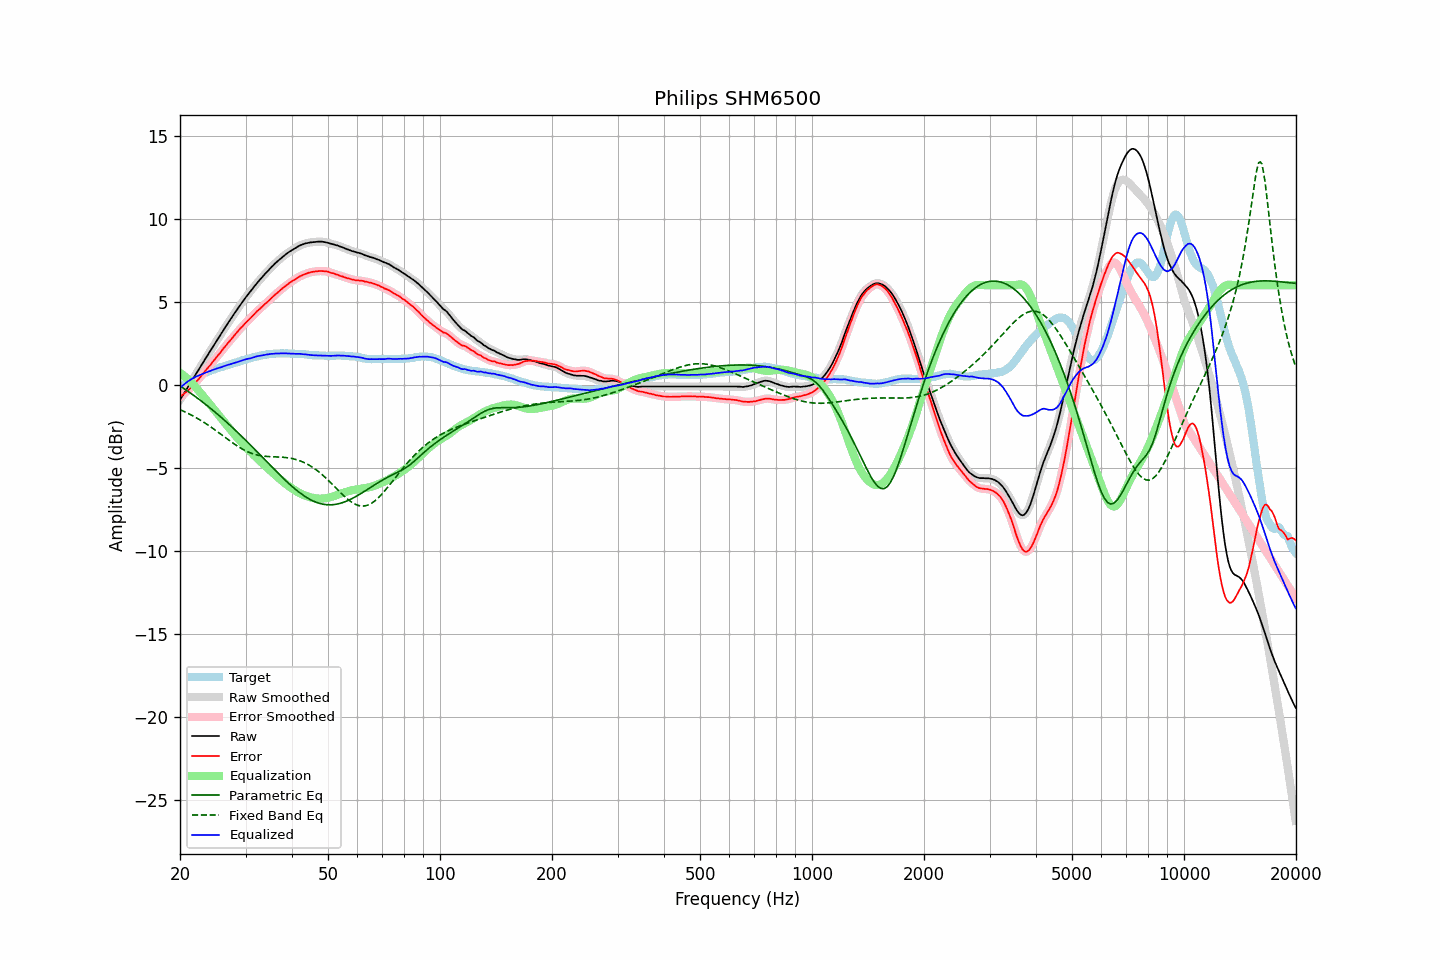 Philips SHM6500
Amplitude (dBr)
15
10
5
0
−5
−10
−15
−20
−25
Target
Raw Smoothed
Error Smoothed
Raw
Error
Equalization
Parametric Eq
Fixed Band Eq
Equalized
20 50 100 200 500 1000 2000 5000 10000 20000
Frequency (Hz)